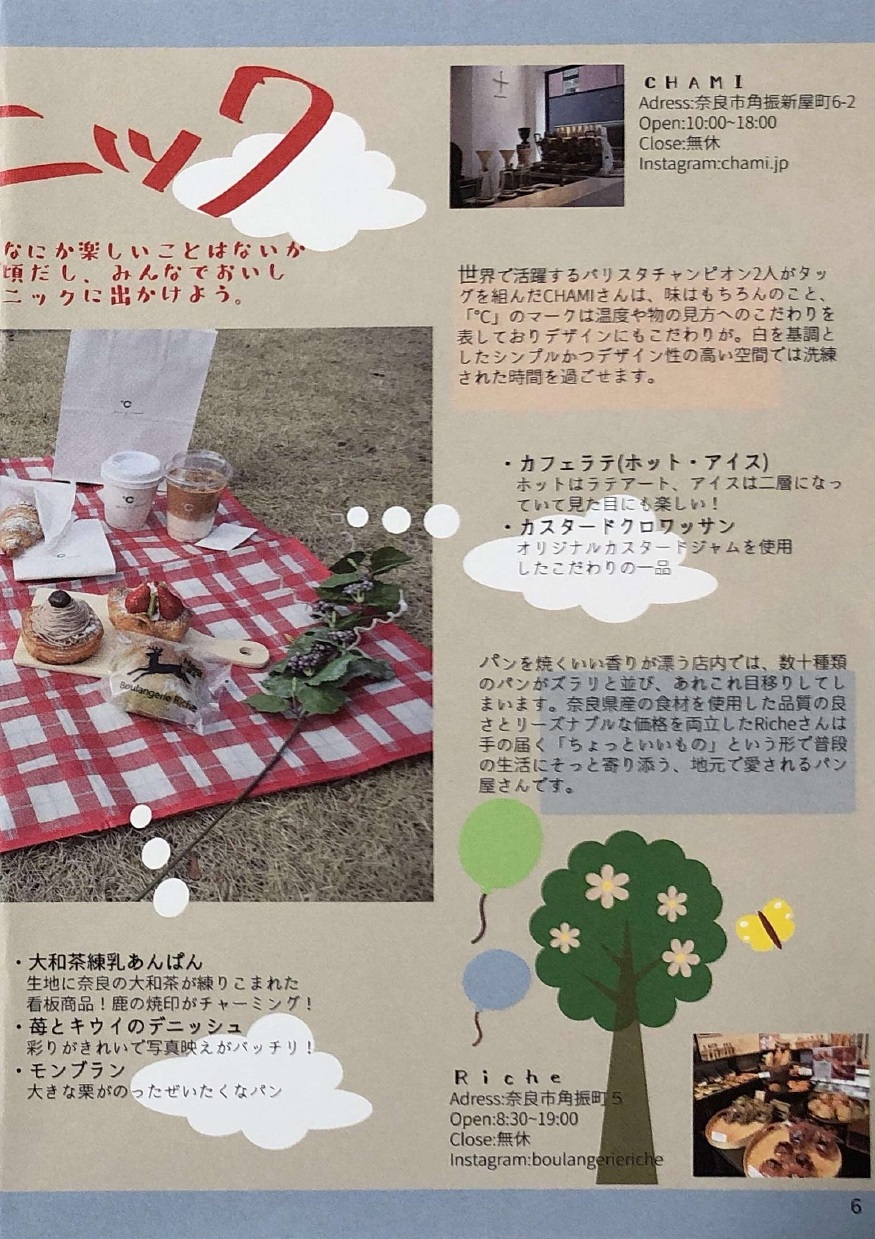 ニック
なにか楽しいことはないか
頃だし、みんなでおいし
ニックに出かけよう。
CHAMI
Adress:奈良市角振新屋町6-2
Open:10:00~18:00
Close:無休
Instagram:chami.jp
世界で活躍するバリスタチャンピオン2人がタッ
グを組んだCHAMIさんは、味はもちろんのこと、
「℃」のマークは温度や物の見方へのこだわりを
表しておりデザインにもこだわりが。白を基調と
したシンプルかつデザイン性の高い空間では洗練
された時間を過ごせます。
・カフェラテ(ホット・アイス)
ホットはラテアート、アイスは二層になっ
ていて見た目にも楽しい！
・カスタードクロワッサン
オリジナルカスタードジャムを使用
したこだわりの一品
℃
℃
℃
Boulangerie Riche
パンを焼くいい香りが漂う店内では、数十種類
のパンがズラリと並び、あれこれ目移りしてし
まいます。奈良県産の食材を使用した品質の良
さとリーズナブルな価格を両立したRicheさんは
手の届く「ちょっといいもの」という形で普段
の生活にそっと寄り添う、地元で愛されるパン
屋さんです。
・大和茶練乳あんぱん
生地に奈良の大和茶が練りこまれた
看板商品！鹿の焼印がチャーミング！
・苺とキウイのデニッシュ
彩りがきれいで写真映えがバッチリ！
・モンブラン
大きな栗がのったぜいたくなパン
Riche
Adress:奈良市角振町５
Open:8:30~19:00
Close:無休
Instagram:boulangerieriche
6